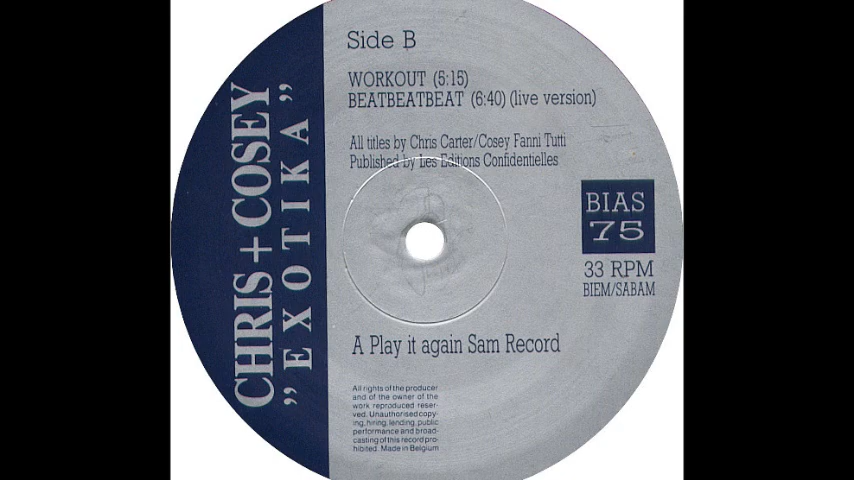 CHRIS + COSEY
„EXOTIKA”
Side B
WORKOUT (5:15)
BEATBEATBEAT (6:40) (live version)
All titles by Chris Carter/Cosey Fanni Tutti
Published by Les Editions Confidentielles
BIAS
75
33 RPM
BIEM/SABAM
A Play it again Sam Record
All rights of the producer
and of the owner of the
work reproduced reser-
ved. Unauthorised copy-
ing, hiring, lending, public
performance and broad-
casting of this record pro-
hibited. Made in Belgium